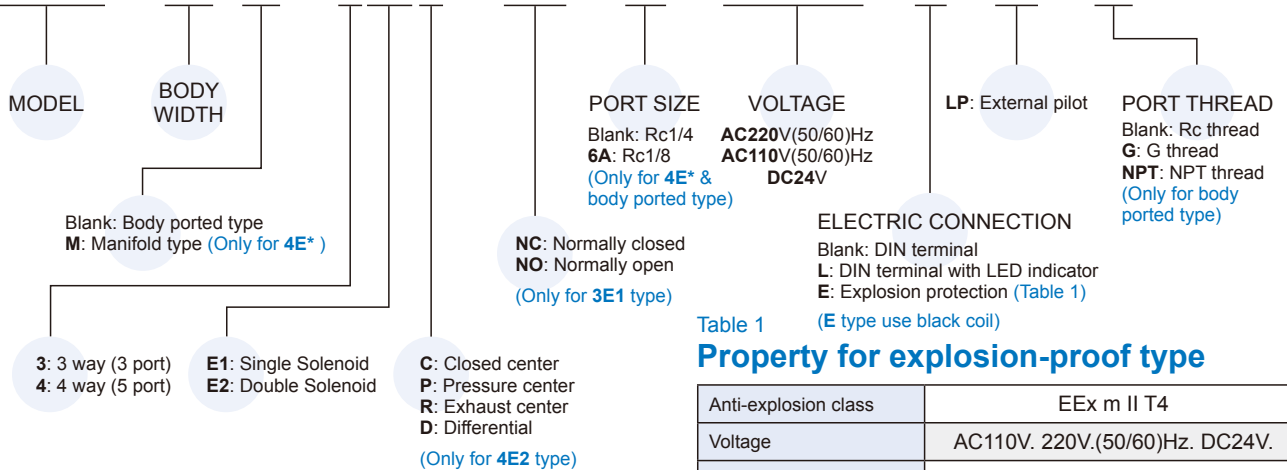 MODEL
BODY
WIDTH
Blank: Body ported type
M: Manifold type (Only for 4E* )
3: 3 way (3 port)
4: 4 way (5 port)
E1: Single Solenoid
E2: Double Solenoid
C: Closed center
P: Pressure center
R: Exhaust center
D: Differential
(Only for 4E2 type)
NC: Normally closed
NO: Normally open
(Only for 3E1 type)
PORT SIZE
Blank: Rc1/4
6A: Rc1/8
(Only for 4E* &
body ported type)
VOLTAGE
AC220V(50/60)Hz
AC110V(50/60)Hz
DC24V
ELECTRIC CONNECTION
Blank: DIN terminal
L: DIN terminal with LED indicator
E: Explosion protection (Table 1)
(E type use black coil)
LP: External pilot
PORT THREAD
Blank: Rc thread
G: G thread
NPT: NPT thread
(Only for body
ported type)
Table 1
Property for explosion-proof type
Anti-explosion class EEx m II T4
Voltage AC110V. 220V.(50/60)Hz. DC24V.